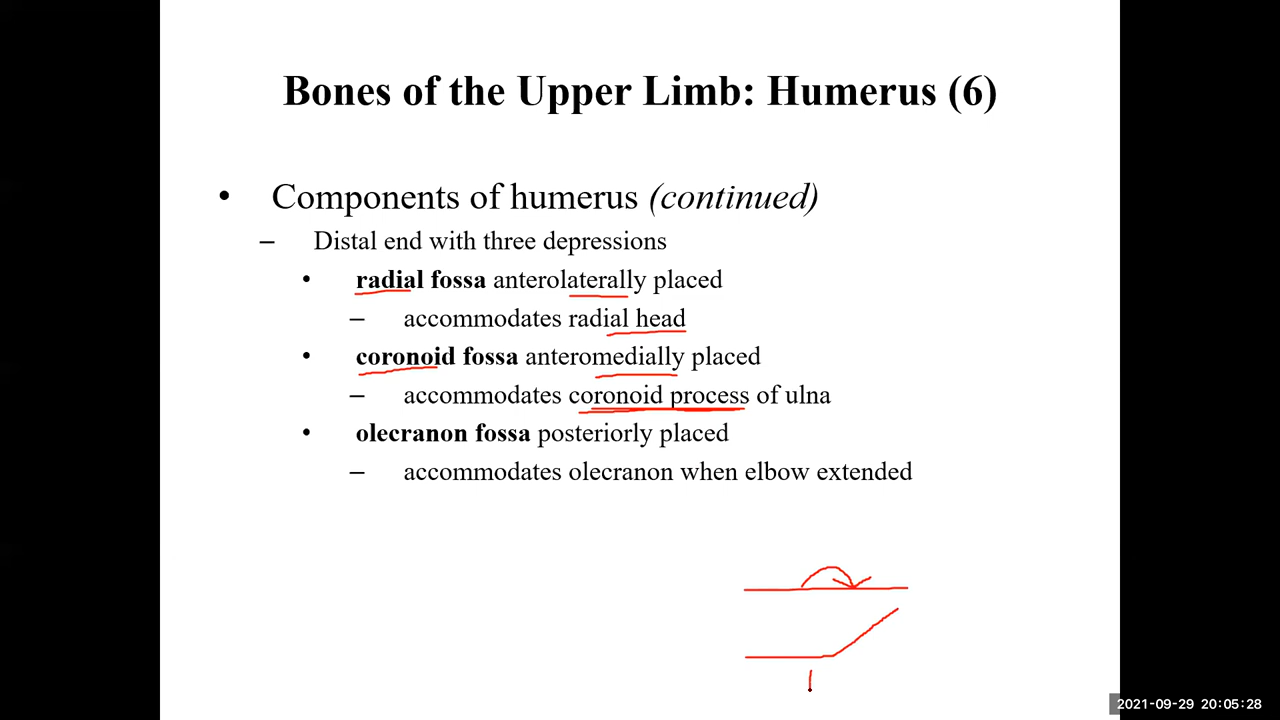 Bones of the Upper Limb: Humerus (6)
• Components of humerus (continued)
– Distal end with three depressions
• radial fossa anterolaterally placed
– accommodates radial head
• coronoid fossa anteromedially placed
– accommodates coronoid process of ulna
• olecranon fossa posteriorly placed
– accommodates olecranon when elbow extended
2021-09-29 20:05:28